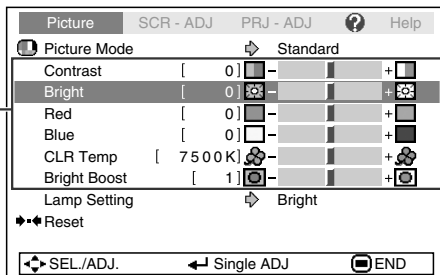 Picture SCR - ADJ PRJ - ADJ ? Help
Picture Mode Standard
Contrast [ 0 ] - +
Bright [ 0 ] - +
Red [ 0 ] - +
Blue [ 0 ] - +
CLR Temp [ 7500K ] - +
Bright Boost [ 1 ] - +
Lamp Setting Bright
Reset
SEL./ADJ. Single ADJ END